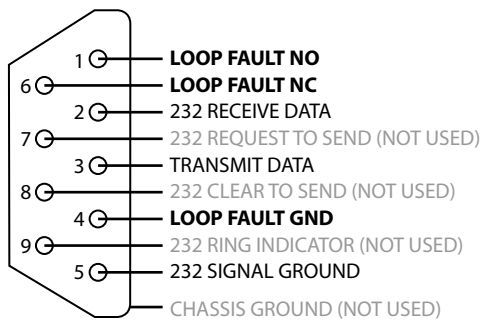 1 LOOP FAULT NO
6 LOOP FAULT NC
2 232 RECEIVE DATA
7 232 REQUEST TO SEND (NOT USED)
3 TRANSMIT DATA
8 232 CLEAR TO SEND (NOT USED)
4 LOOP FAULT GND
9 232 RING INDICATOR (NOT USED)
5 232 SIGNAL GROUND
CHASSIS GROUND (NOT USED)